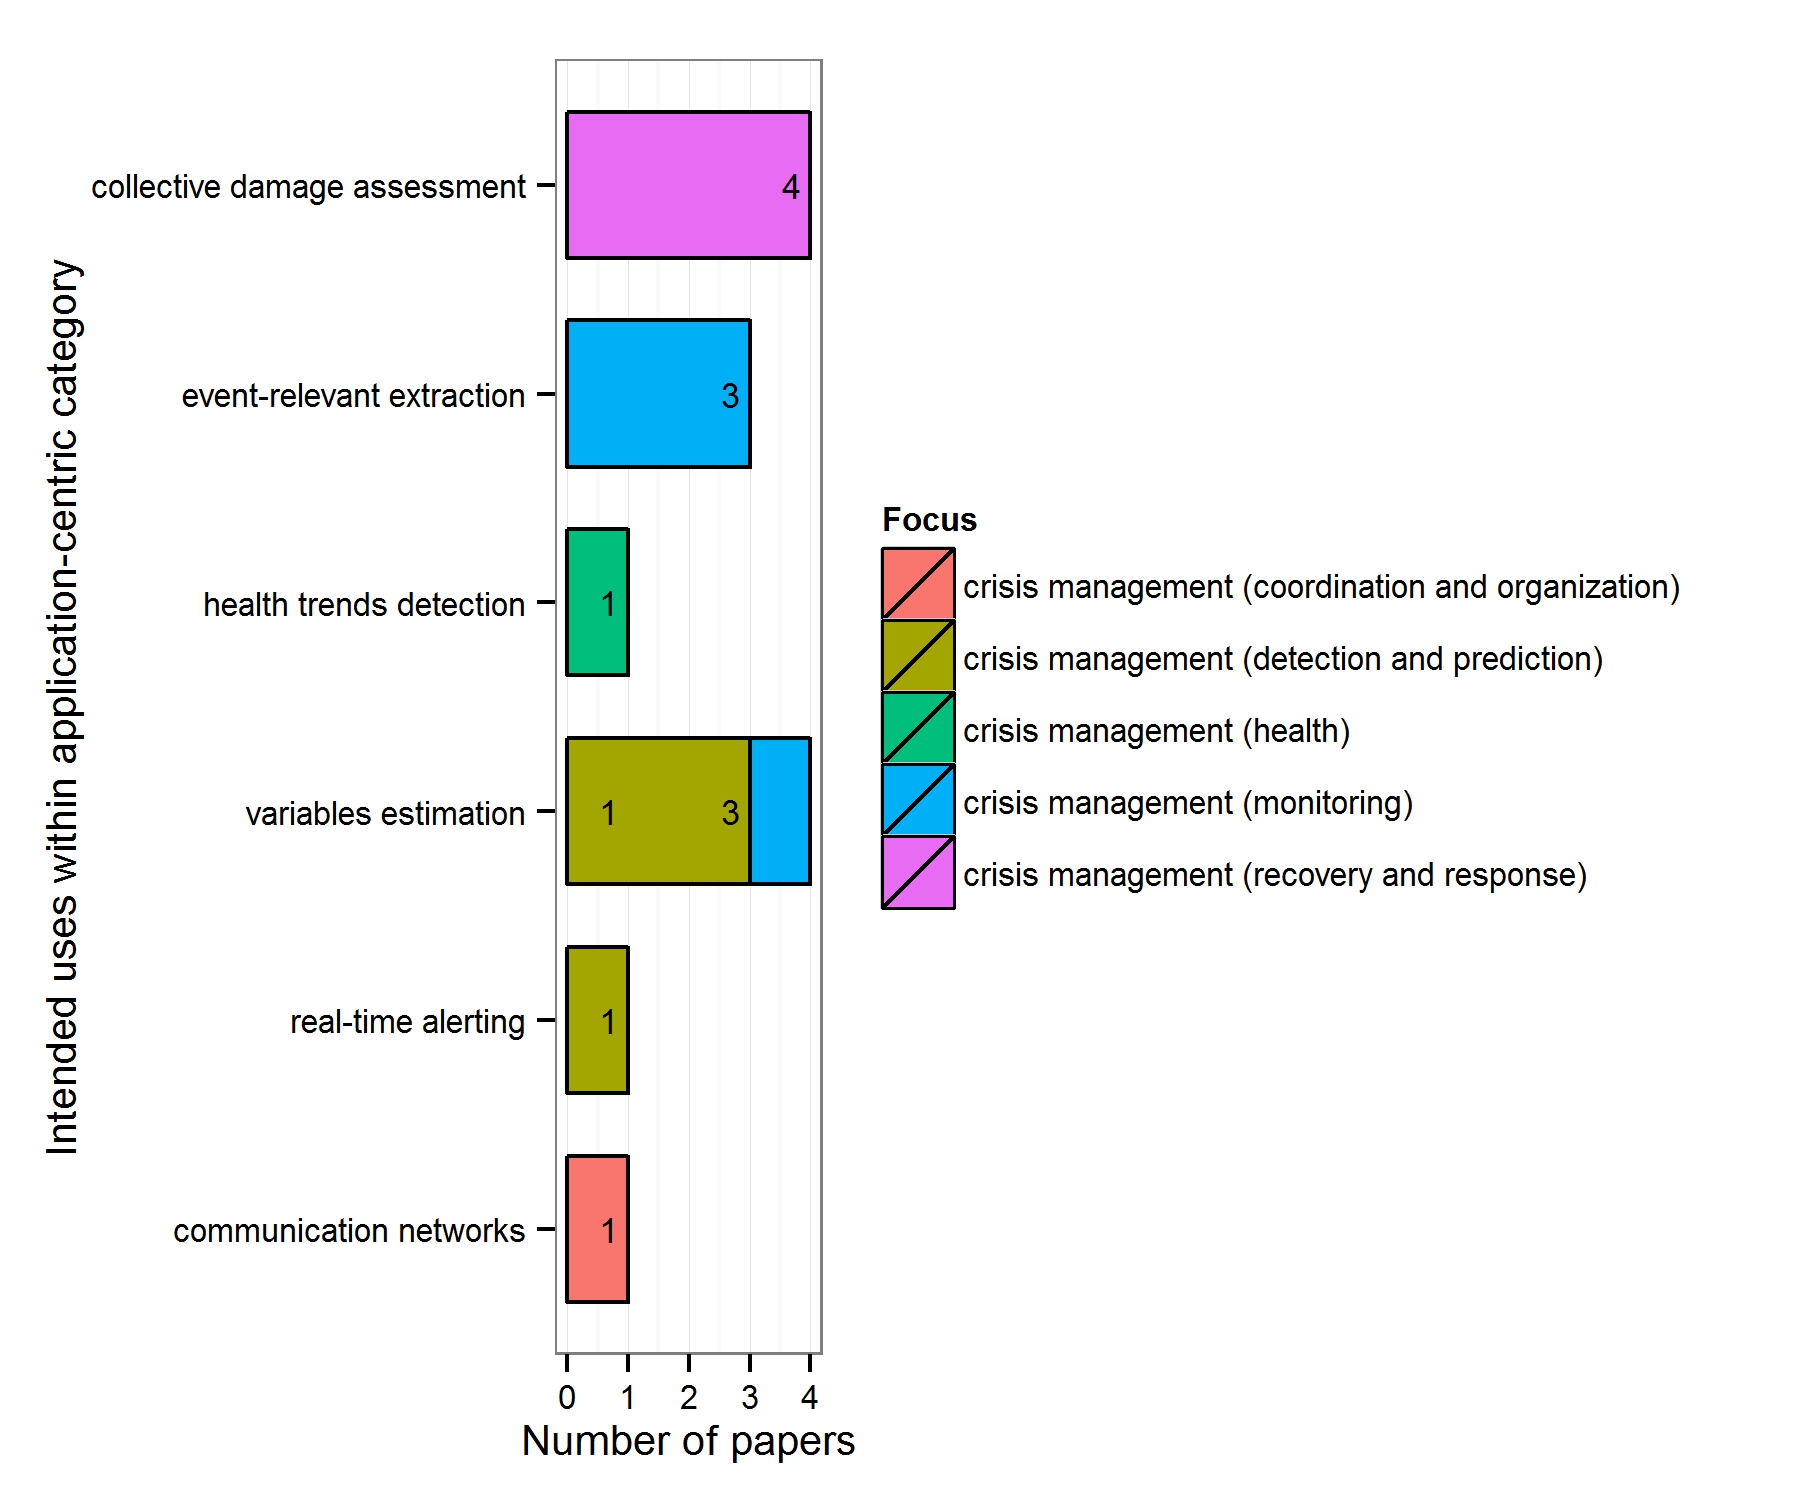 Intended uses within application-centric category
collective damage assessment
4
event-relevant extraction
3
health trends detection
1
variables estimation
1 3
real-time alerting
1
communication networks
1
0 1 2 3 4
Number of papers
Focus
crisis management (coordination and organization)
crisis management (detection and prediction)
crisis management (health)
crisis management (monitoring)
crisis management (recovery and response)